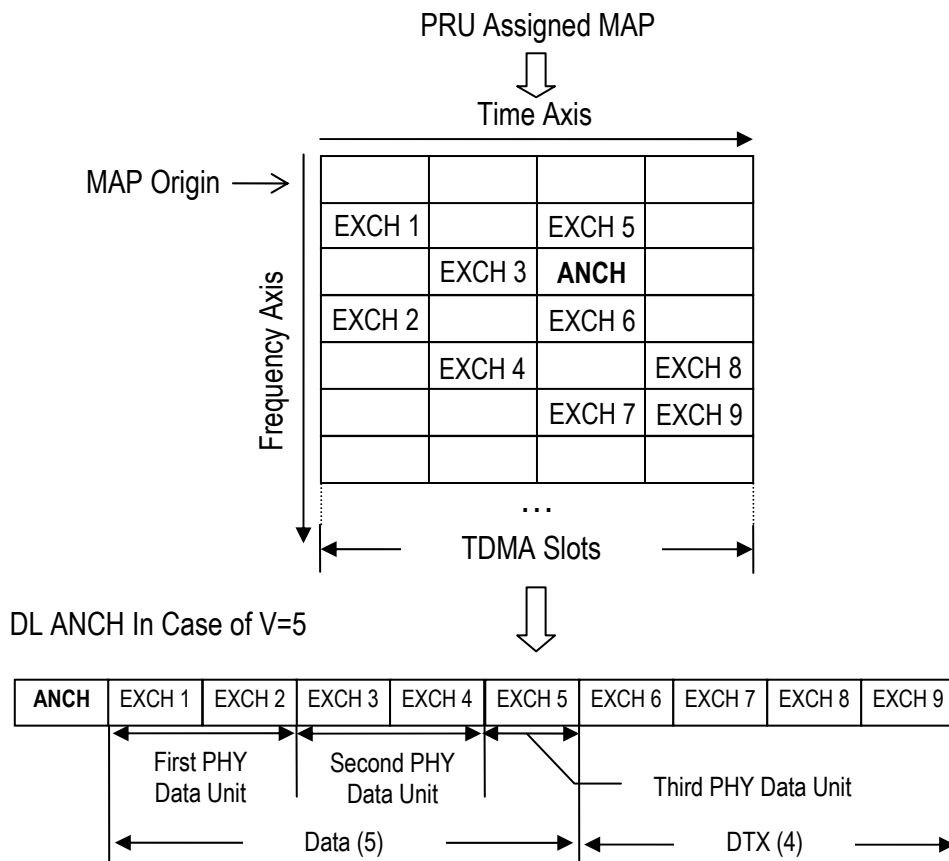 PRU Assigned MAP
Time Axis
MAP Origin
Frequency Axis
EXCH 1 EXCH 5
EXCH 3 ANCH
EXCH 2 EXCH 6
EXCH 4 EXCH 8
EXCH 7 EXCH 9
...
TDMA Slots
DL ANCH In Case of V=5
ANCH EXCH 1 EXCH 2 EXCH 3 EXCH 4 EXCH 5 EXCH 6 EXCH 7 EXCH 8 EXCH 9
First PHY
Data Unit
Second PHY
Data Unit
Third PHY Data Unit
Data (5)
DTX (4)